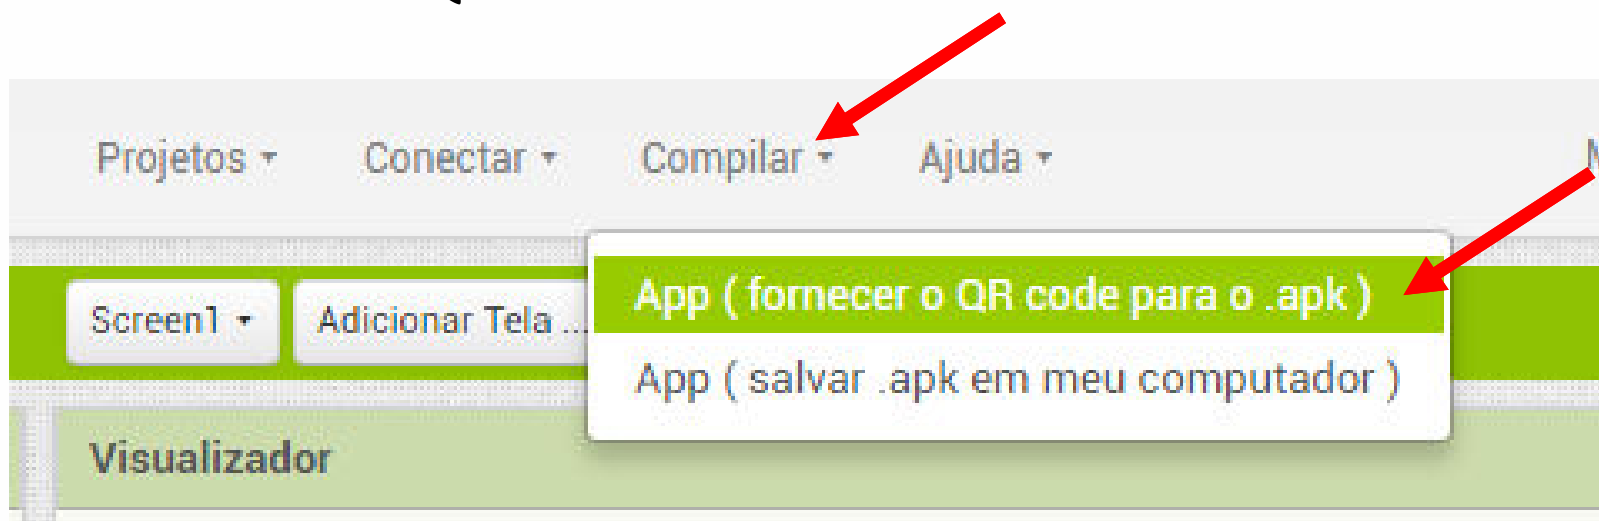 Projetos Conectar Compilar Ajuda
Screen1 Adicionar Tela ...
App ( fornecer o QR code para o .apk )
App ( salvar .apk em meu computador )
Visualizador